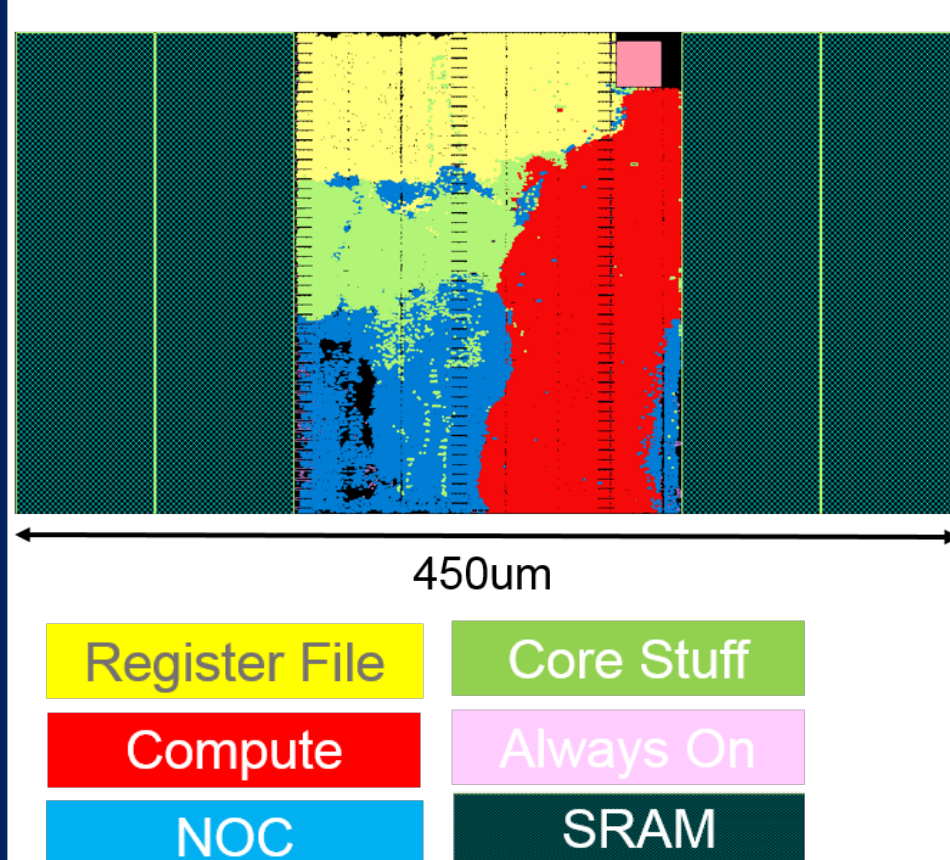 450um
Register File
Core Stuff
Compute
Always On
NOC
SRAM